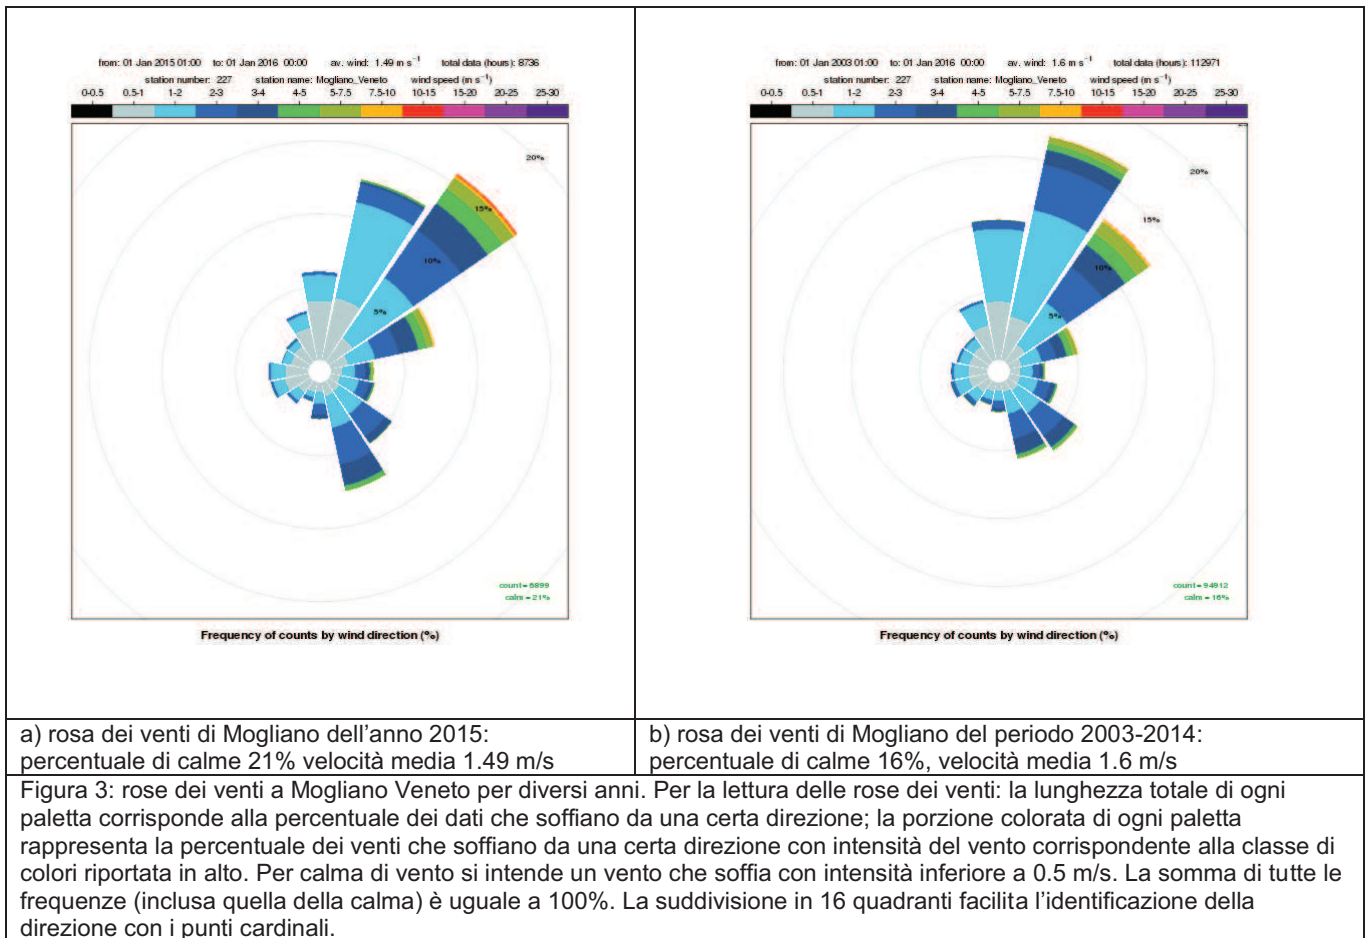 from: 01 Jan 2015 01:00 to: 01 Jan 2016 00:00 av. wind: 1.49 m s⁻¹ total data (hours): 8736
station number: 227 station name: Mogliano_Veneto wind speed (m s⁻¹)
0-0.5 0.5-1 1-2 2-3 3-4 4-5 5-7.5 7.5-10 10-15 15-20 20-25 25-30
20%
15%
10%
5%
count = 6899
calm = 21%
Frequency of counts by wind direction (%)
from: 01 Jan 2003 01:00 to: 01 Jan 2016 00:00 av. wind: 1.6 m s⁻¹ total data (hours): 112971
station number: 227 station name: Mogliano_Veneto wind speed (m s⁻¹)
0-0.5 0.5-1 1-2 2-3 3-4 4-5 5-7.5 7.5-10 10-15 15-20 20-25 25-30
20%
15%
10%
5%
count = 94912
calm = 16%
Frequency of counts by wind direction (%)
a) rosa dei venti di Mogliano dell'anno 2015:
percentuale di calme 21% velocità media 1.49 m/s
b) rosa dei venti di Mogliano del periodo 2003-2014:
percentuale di calme 16%, velocità media 1.6 m/s
Figura 3: rose dei venti a Mogliano Veneto per diversi anni. Per la lettura delle rose dei venti: la lunghezza totale di ogni
paletta corrisponde alla percentuale dei dati che soffiano da una certa direzione; la porzione colorata di ogni paletta
rappresenta la percentuale dei venti che soffiano da una certa direzione con intensità del vento corrispondente alla classe di
colori riportata in alto. Per calma di vento si intende un vento che soffia con intensità inferiore a 0.5 m/s. La somma di tutte le
frequenze (inclusa quella della calma) è uguale a 100%. La suddivisione in 16 quadranti facilita l'identificazione della
direzione con i punti cardinali.